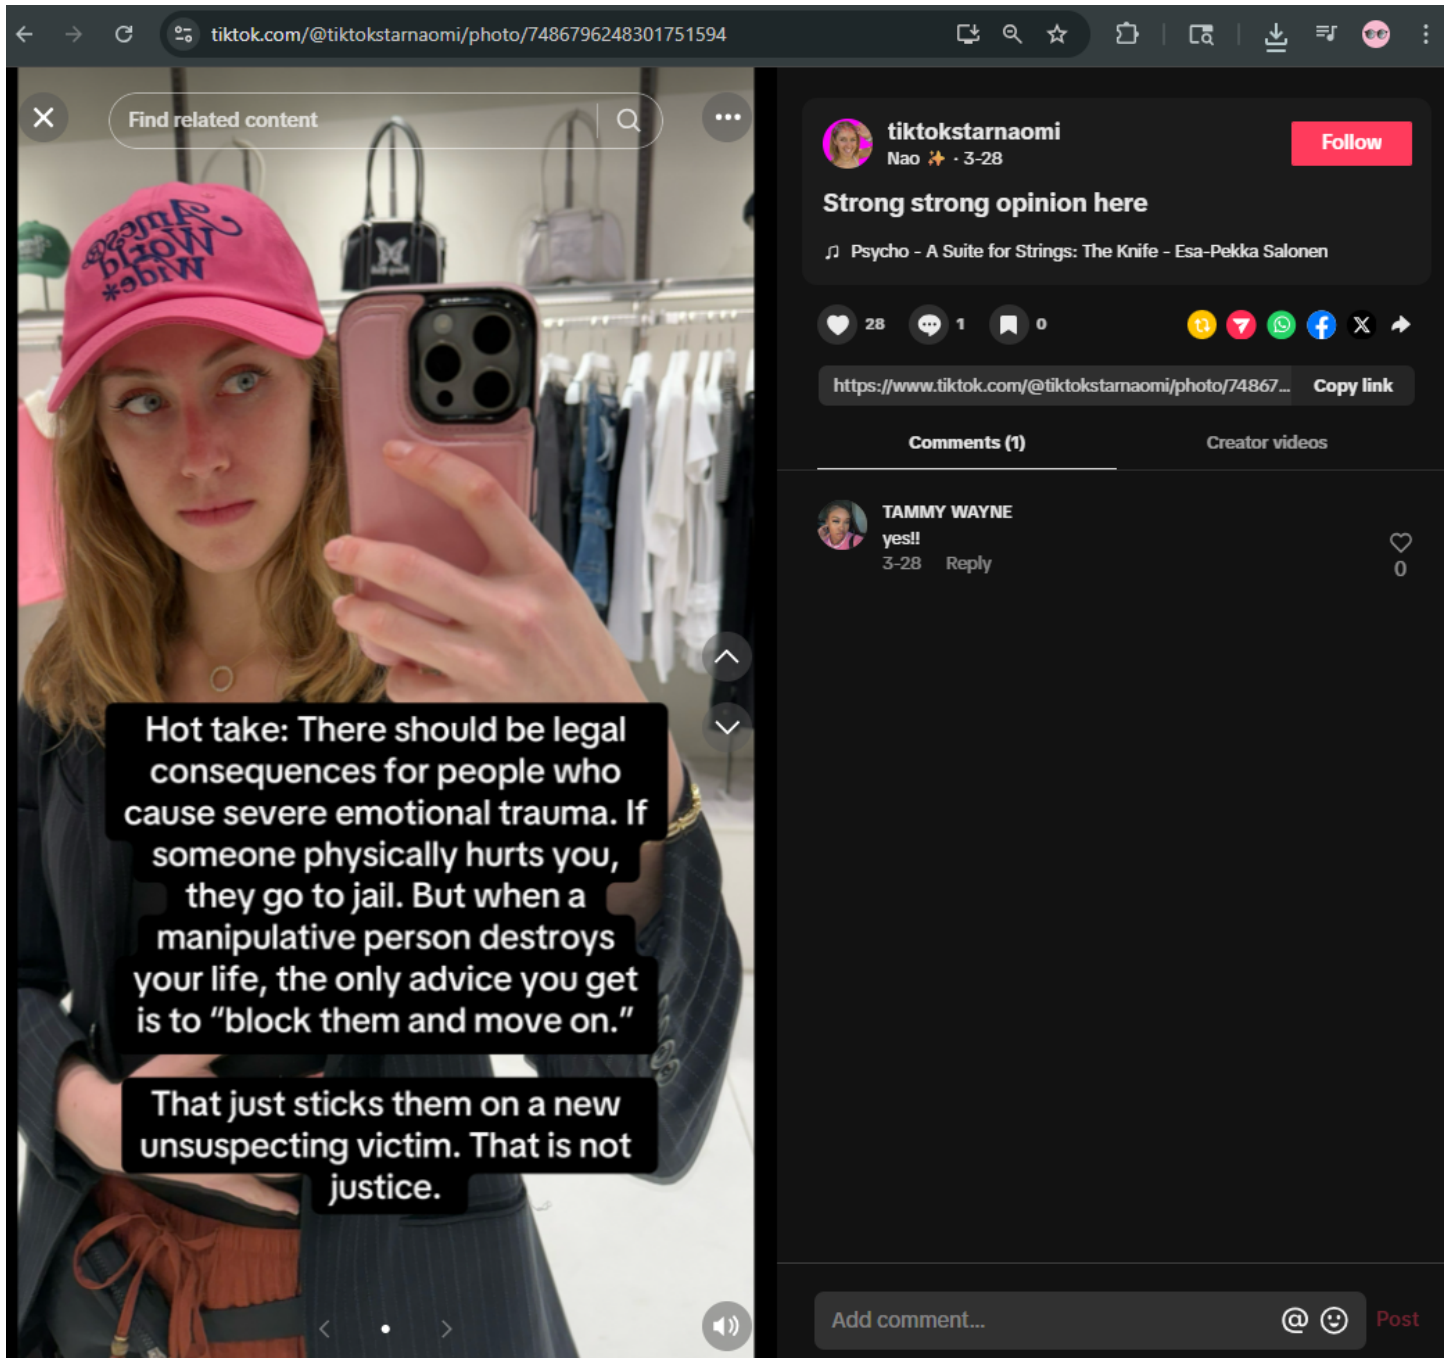 tiktok.com/@tiktokstarnaomi/photo/7486796248301751594
Find related content
Ameso®
World
Wide*
Hot take: There should be legal
consequences for people who
cause severe emotional trauma. If
someone physically hurts you,
they go to jail. But when a
manipulative person destroys
your life, the only advice you get
is to “block them and move on.”
That just sticks them on a new
unsuspecting victim. That is not
justice.
tiktokstarnaomi
Nao ✨ · 3-28
Follow
Strong strong opinion here
♫ Psycho - A Suite for Strings: The Knife - Esa-Pekka Salonen
28
1
0
https://www.tiktok.com/@tiktokstarnaomi/photo/74867...
Copy link
Comments (1)
Creator videos
TAMMY WAYNE
yes!!
3-28 Reply
0
Add comment...
Post